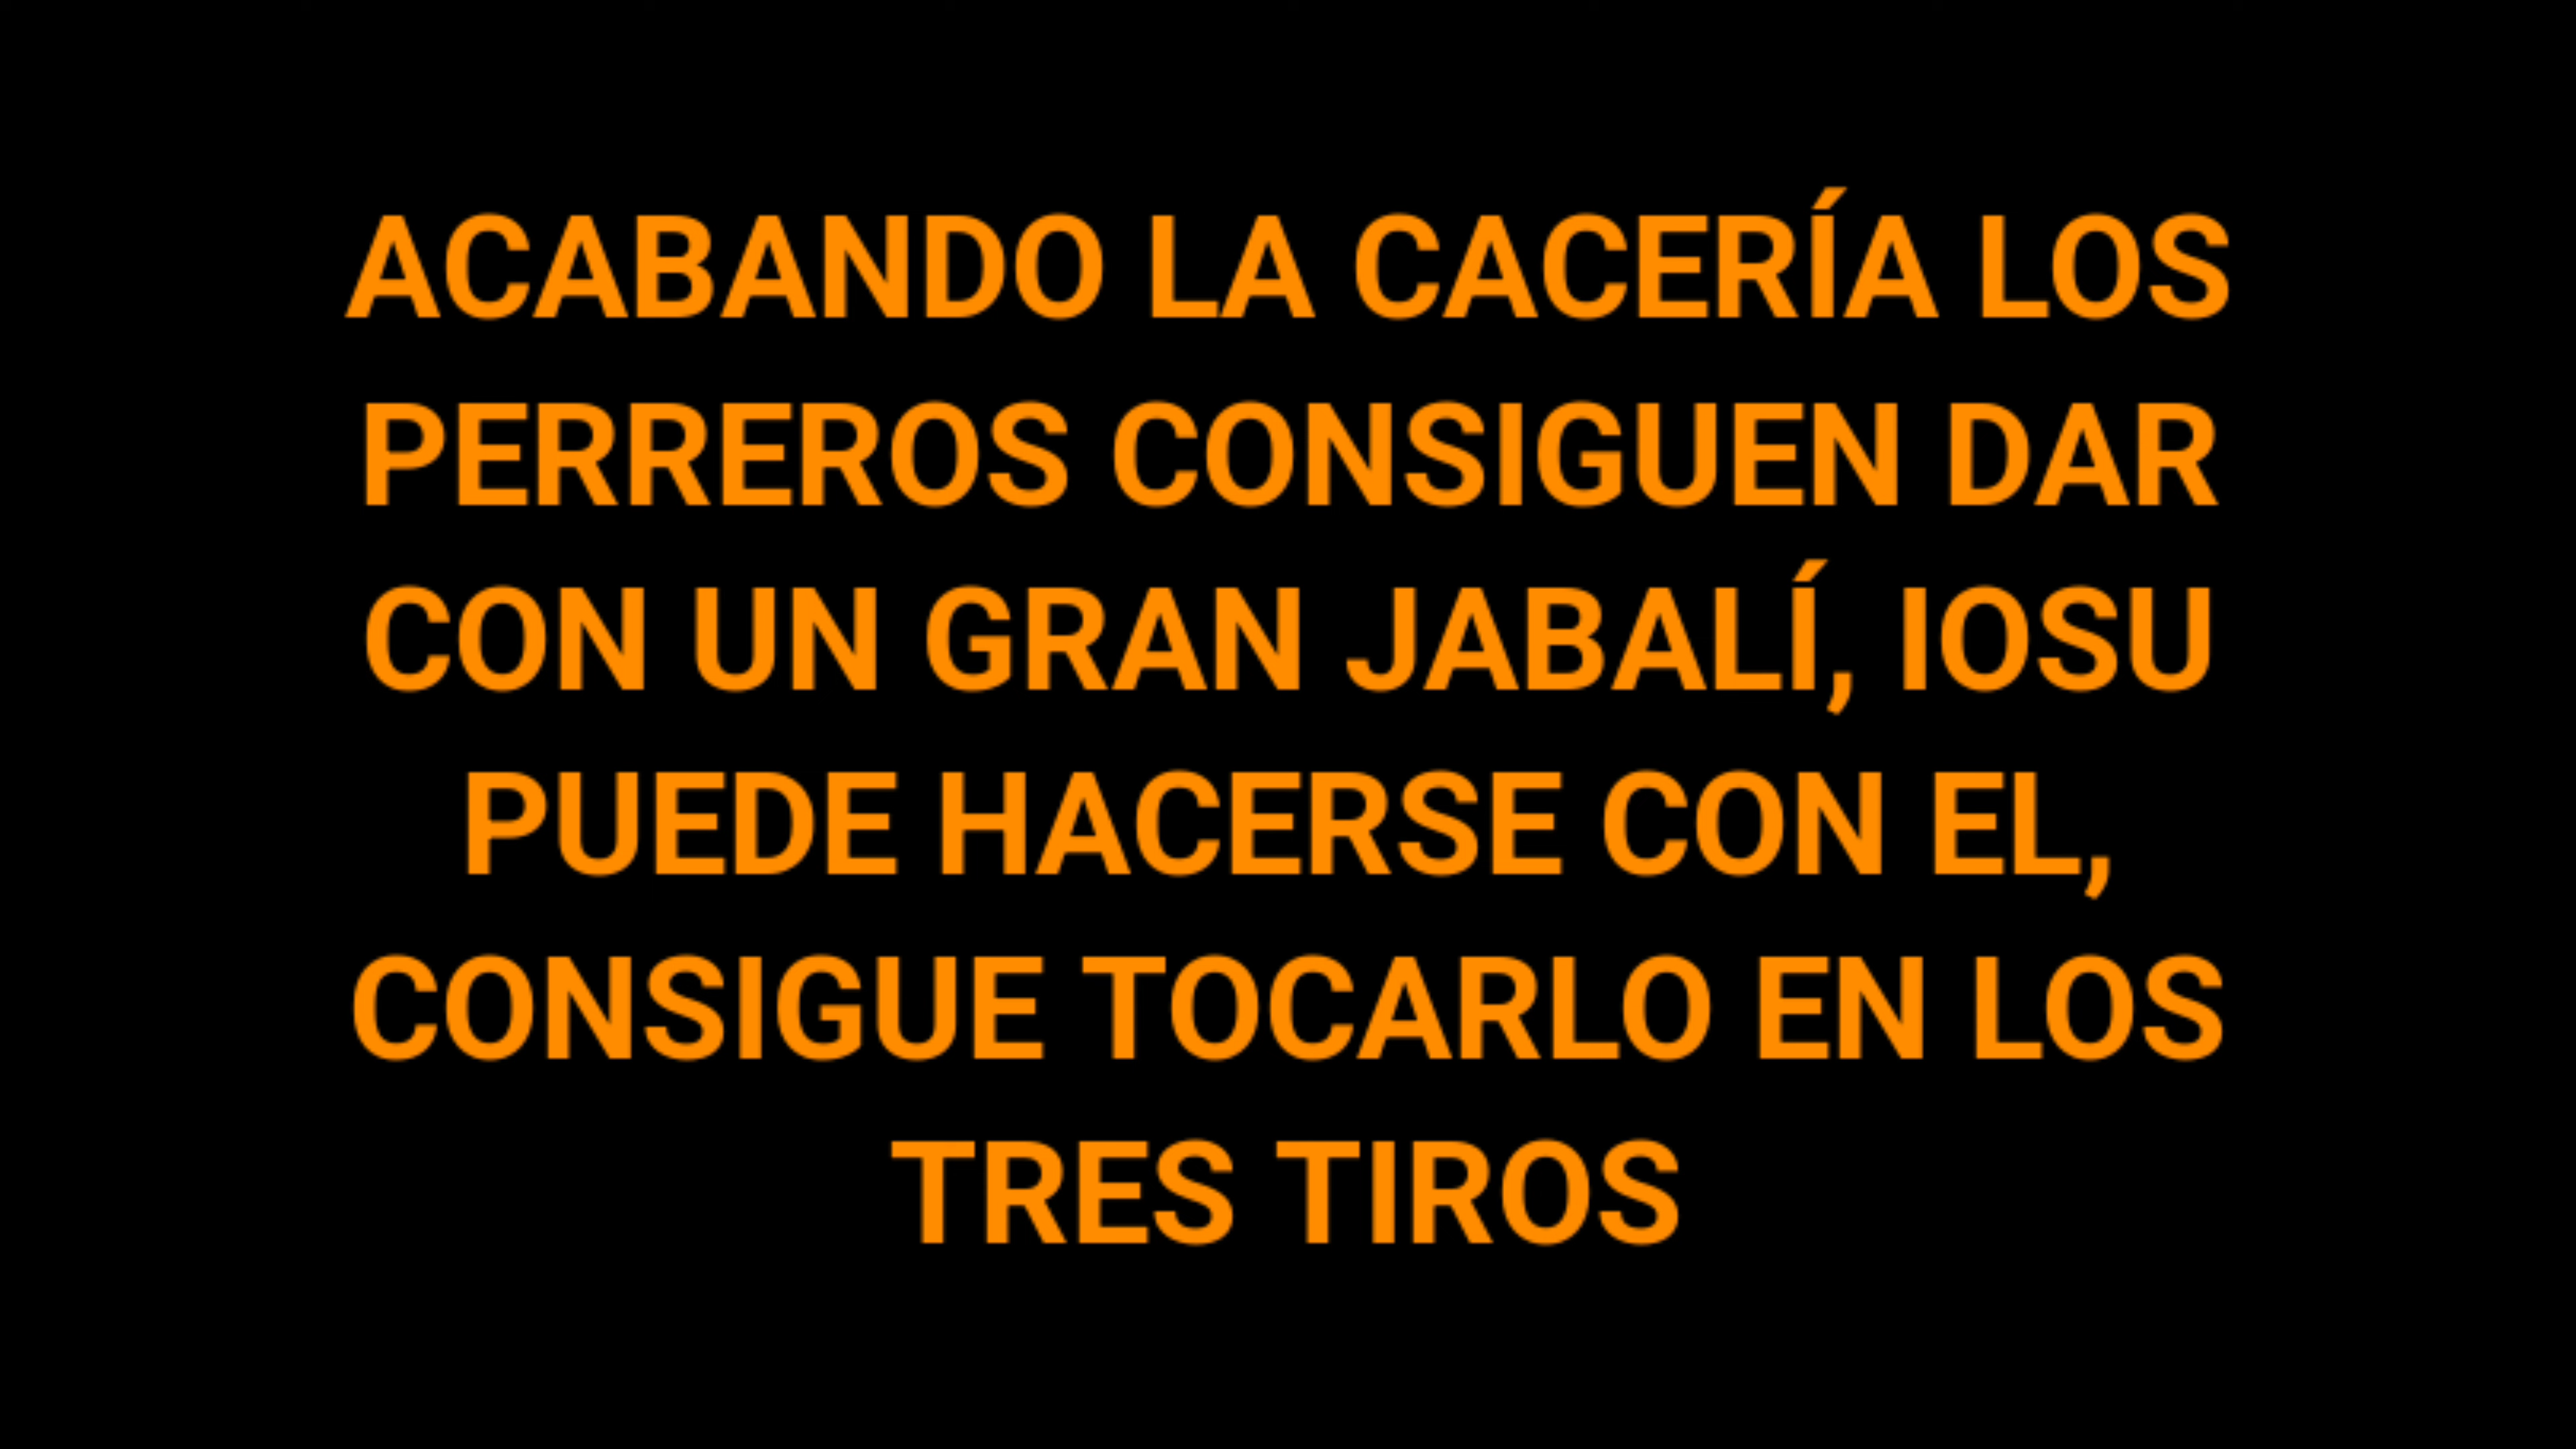 ACABANDO LA CACERÍA LOS
PERREROS CONSIGUEN DAR
CON UN GRAN JABALÍ, IOSU
PUEDE HACERSE CON EL,
CONSIGUE TOCARLO EN LOS
TRES TIROS